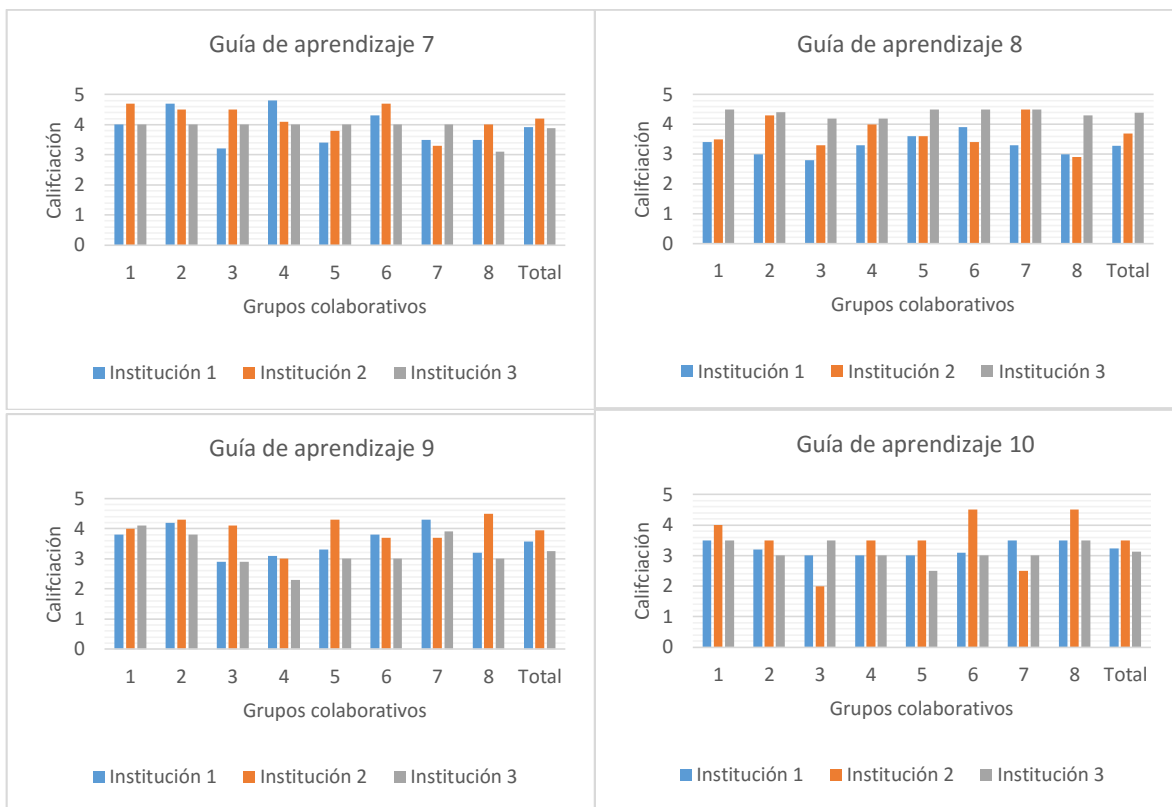 Guía de aprendizaje 7
5
4
3
2
1
0
Califciación
1 2 3 4 5 6 7 8 Total
Grupos colaborativos
Institución 1 Institución 2 Institución 3
Guía de aprendizaje 8
5
4
3
2
1
0
Califciación
1 2 3 4 5 6 7 8 Total
Grupos colaborativos
Institución 1 Institución 2 Institución 3
Guía de aprendizaje 9
5
4
3
2
1
0
Califciación
1 2 3 4 5 6 7 8 Total
Grupos colaborativos
Institución 1 Institución 2 Institución 3
Guía de aprendizaje 10
5
4
3
2
1
0
Califciación
1 2 3 4 5 6 7 8 Total
Grupos colaborativos
Institución 1 Institución 2 Institución 3